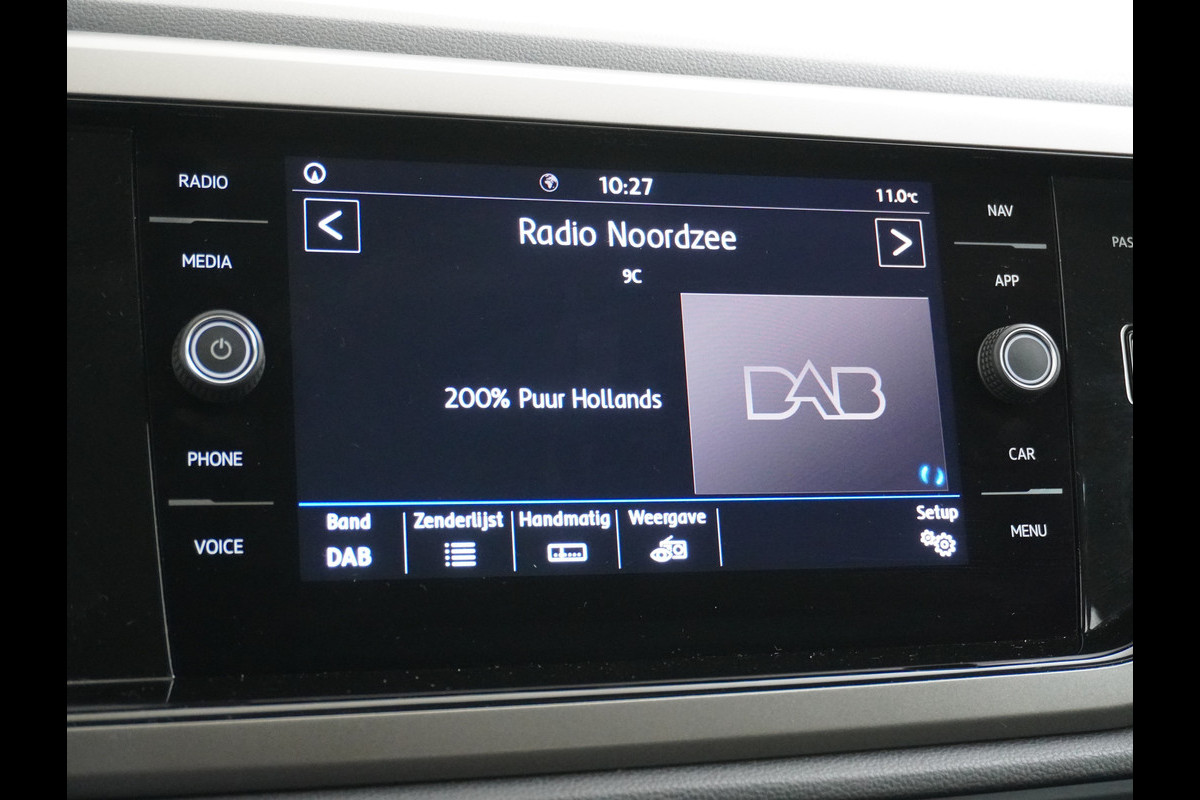 RADIO
MEDIA
PHONE
VOICE
10:27
11.0°C
<
Radio Noordzee
>
9C
200% Puur Hollands
DAB
Band
DAB
Zenderlijst
Handmatig
Weergave
Setup
NAV
APP
CAR
MENU
PAS